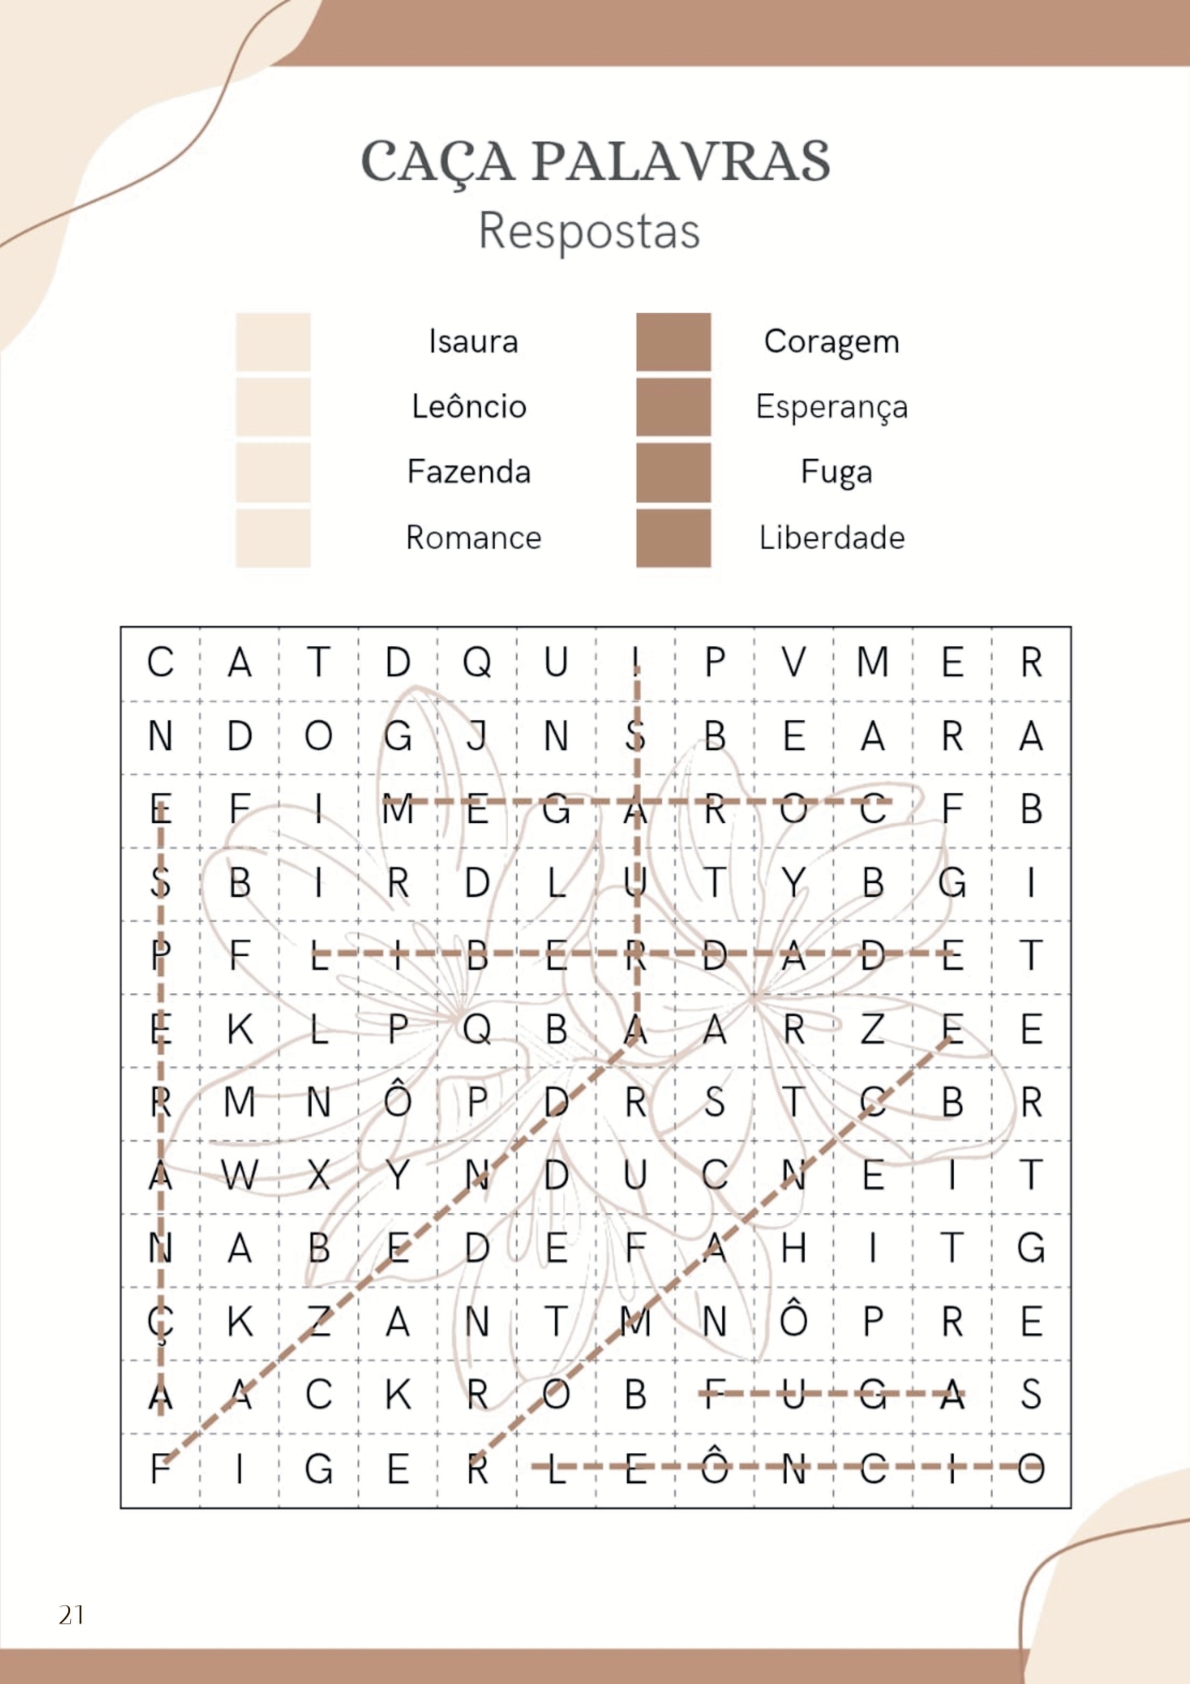 CAÇA PALAVRAS
Respostas
Isaura Coragem
Leôncio Esperança
Fazenda Fuga
Romance Liberdade
C A T D Q U I P V M E R
N D O G J N S B E A R A
E F I M E G A R O C F B
S B I R D L U T Y B G I
P F L I B E R D A D E T
E K L P Q B A A R Z E E
R M N Ô P D R S T C B R
A W X Y N D U C N E I T
N A B E D E F A H I T G
Ç K Z A N T M N Ô P R E
A A C K R O B F U G A S
F I G E R L E Ô N C I O
21